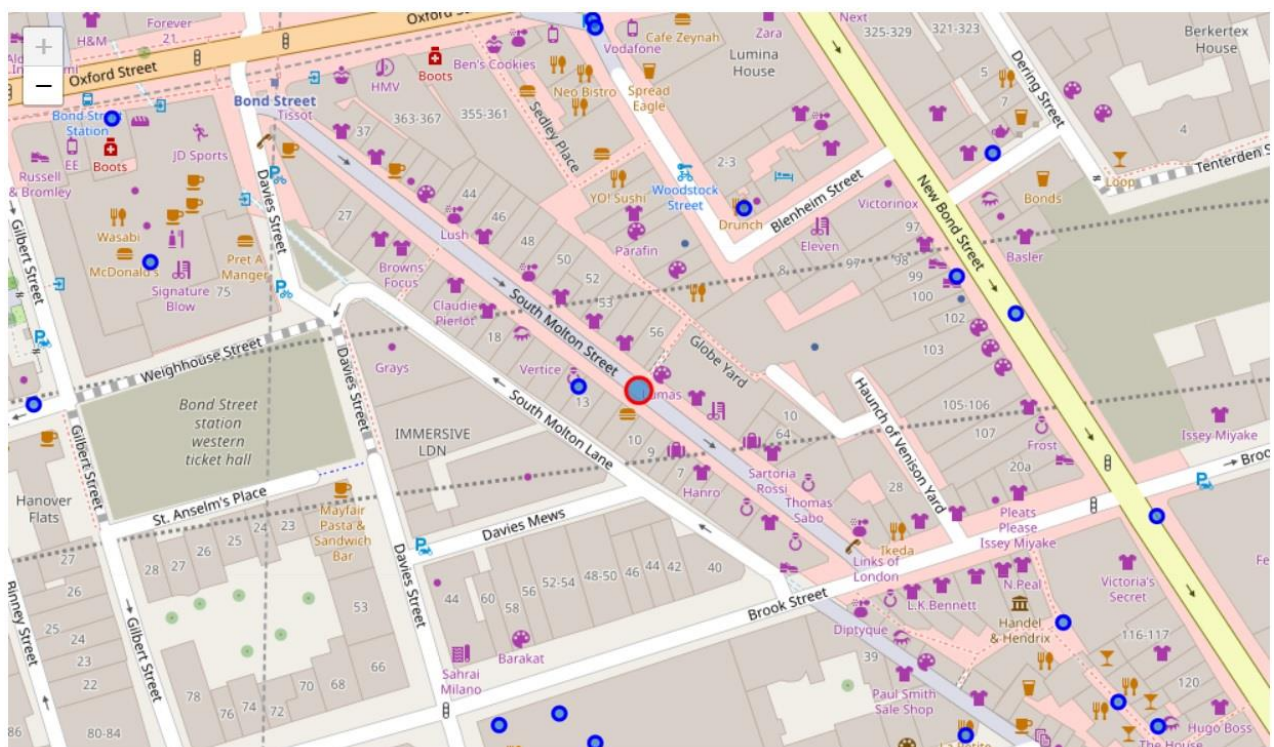 +
−
Forever
21
H&M
Oxford Street
Oxford St
Bond Street
Tissot
Bond Street
Station
EE
Boots
JD Sports
Russell
& Bromley
Wasabi
McDonald's
Signature
Blow
Pret A
Manger
75
Gilbert Street
Davies Street
HMV
Boots
Ben's Cookies
363-367
355-361
37
Vodafone
Cafe Zeynah
Zara
Neo Bistro
Spread
Eagle
Sedley Place
Lumina
House
Next
325-329
321-323
Berkertex
House
Dering Street
5
7
4
Tenterden S
Loop
Bonds
Basler
New Bond Street
Victorinox
Blenheim Street
2-3
Woodstock
Street
Drunch
YO! Sushi
Parafin
Eleven
8
97
97
98
99
100
102
103
105-106
107
20a
Frost
Issey Miyake
Broo
44
46
Lush
48
50
52
53
56
27
Browns
Focus
Claudie
Pierlot
18
South Molton Street
Globe Yard
Vertice
13
10
9
7
Hanro
10
64
Sartoria
Rossi
Thomas
Sabo
28
Ikeda
Links of
London
Haunch of Venison Yard
Pleats
Please
Issey Miyake
Weighhouse Street
Davies Street
Grays
Bond Street
station
western
ticket hall
IMMERSIVE
LDN
South Molton Lane
Gilbert Street
St. Anselm's Place
Hanover
Flats
Mayfair
Pasta &
Sandwich
Bar
Davies Mews
Davies Street
Brook Street
27
26
25
24
23
22
80-84
86
Binney Street
Gilbert Street
28
27
26
25
24
23
53
66
68
70
72
74
76
78
44
60
58
56
52-54
48-50
46
44
42
40
Sahrai
Milano
Barakat
L.K.Bennett
N.Peal
Handel
& Hendrix
Victoria's
Secret
116-117
120
Diptyque
39
Paul Smith
Sale Shop
Hugo Boss
The House
Fe